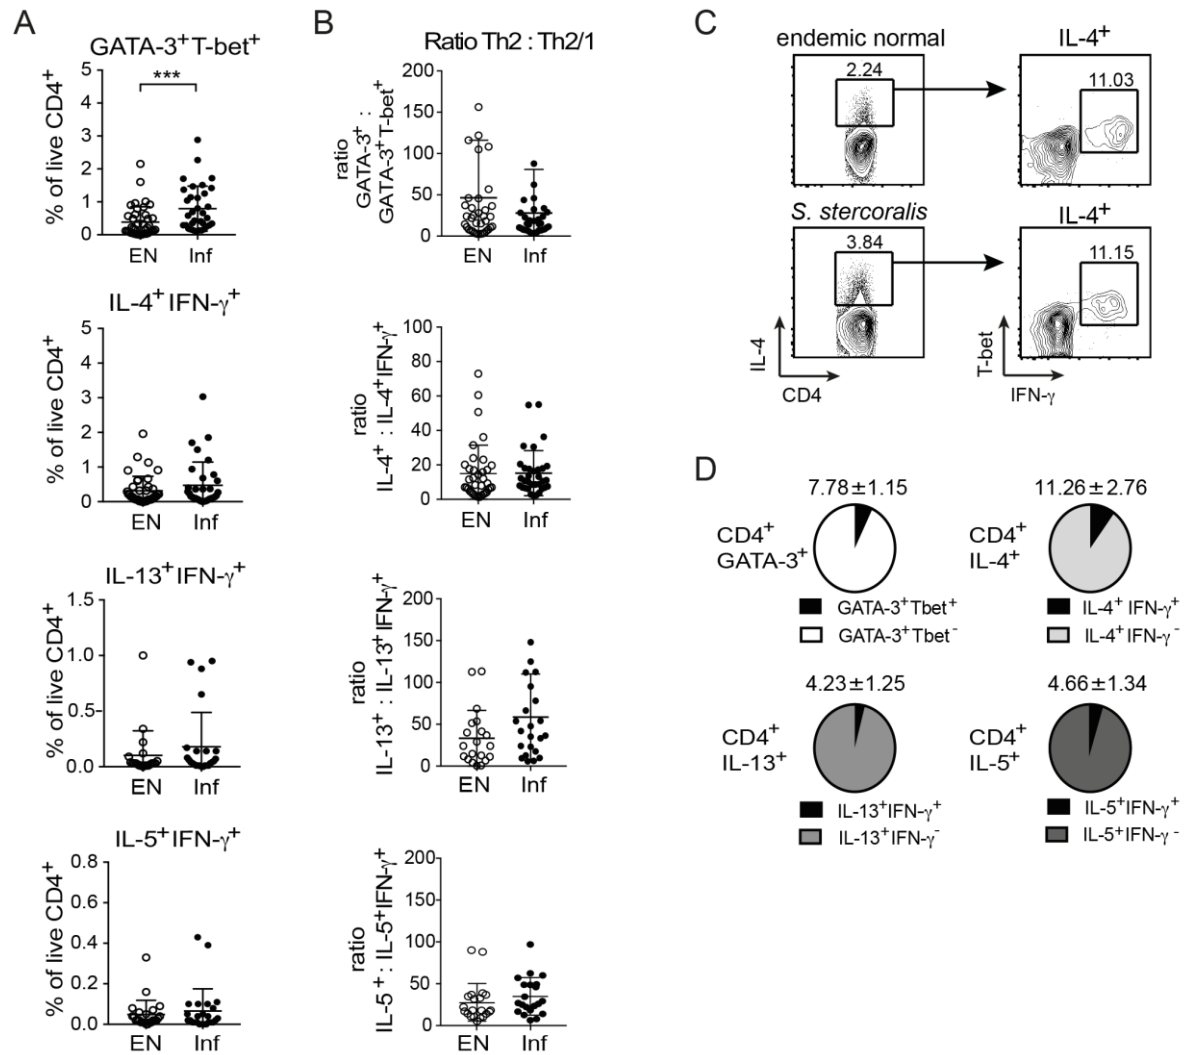 A
GATA-3⁺T-bet⁺
% of live CD4⁺
5
4
3
2
1
0
***
EN Inf
IL-4⁺IFN-γ⁺
% of live CD4⁺
5
4
3
2
1
0
EN Inf
IL-13⁺IFN-γ⁺
% of live CD4⁺
1.5
1.0
0.5
0.0
EN Inf
IL-5⁺IFN-γ⁺
% of live CD4⁺
0.8
0.6
0.4
0.2
0.0
EN Inf
B
Ratio Th2 : Th2/1
ratio
GATA-3⁺ :
GATA-3⁺T-bet⁺
200
150
100
50
0
EN Inf
ratio
IL-4⁺ : IL-4⁺IFN-γ⁺
100
80
60
40
20
0
EN Inf
ratio
IL-13⁺ : IL-13⁺IFN-γ⁺
200
150
100
50
0
EN Inf
ratio
IL-5⁺ : IL-5⁺IFN-γ⁺
200
150
100
50
0
EN Inf
C
endemic normal
IL-4⁺
2.24
11.03
S. stercoralis
IL-4⁺
3.84
11.15
IL-4
CD4
T-bet
IFN-γ
D
7.78±1.15
CD4⁺
GATA-3⁺
GATA-3⁺Tbet⁺
GATA-3⁺Tbet⁻
11.26±2.76
CD4⁺
IL-4⁺
IL-4⁺ IFN-γ⁺
IL-4⁺IFN-γ⁻
4.23±1.25
CD4⁺
IL-13⁺
IL-13⁺IFN-γ⁺
IL-13⁺IFN-γ⁻
4.66±1.34
CD4⁺
IL-5⁺
IL-5⁺IFN-γ⁺
IL-5⁺IFN-γ⁻